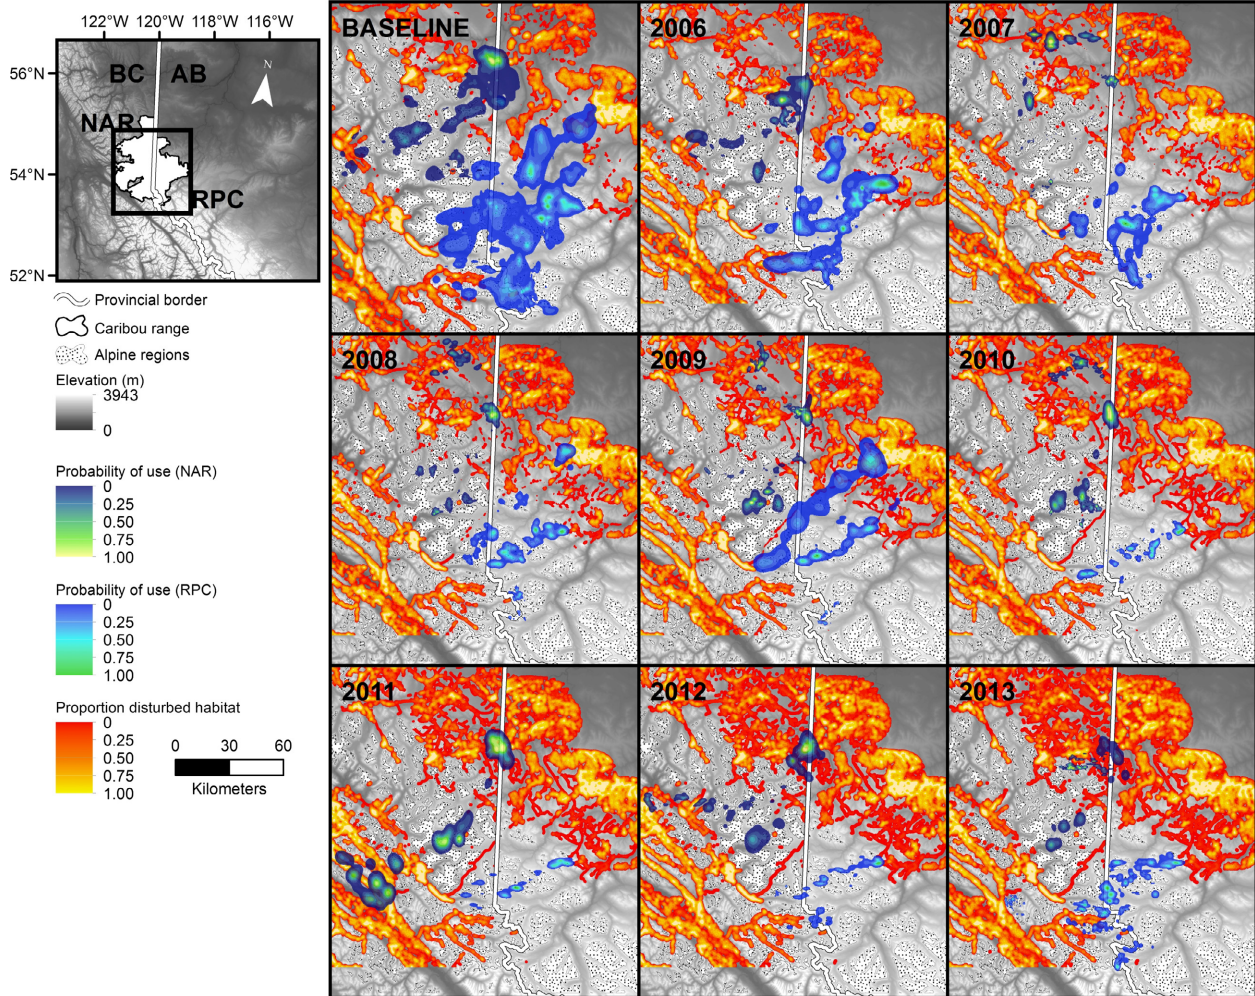 122°W 120°W 118°W 116°W
56°N
54°N
52°N
BC AB
N
NAR
RPC
Provincial border
Caribou range
Alpine regions
Elevation (m)
3943
0
Probability of use (NAR)
0
0.25
0.50
0.75
1.00
Probability of use (RPC)
0
0.25
0.50
0.75
1.00
Proportion disturbed habitat
0
0.25
0.50
0.75
1.00
0 30 60
Kilometers
BASELINE
2006
2007
2008
2009
2010
2011
2012
2013